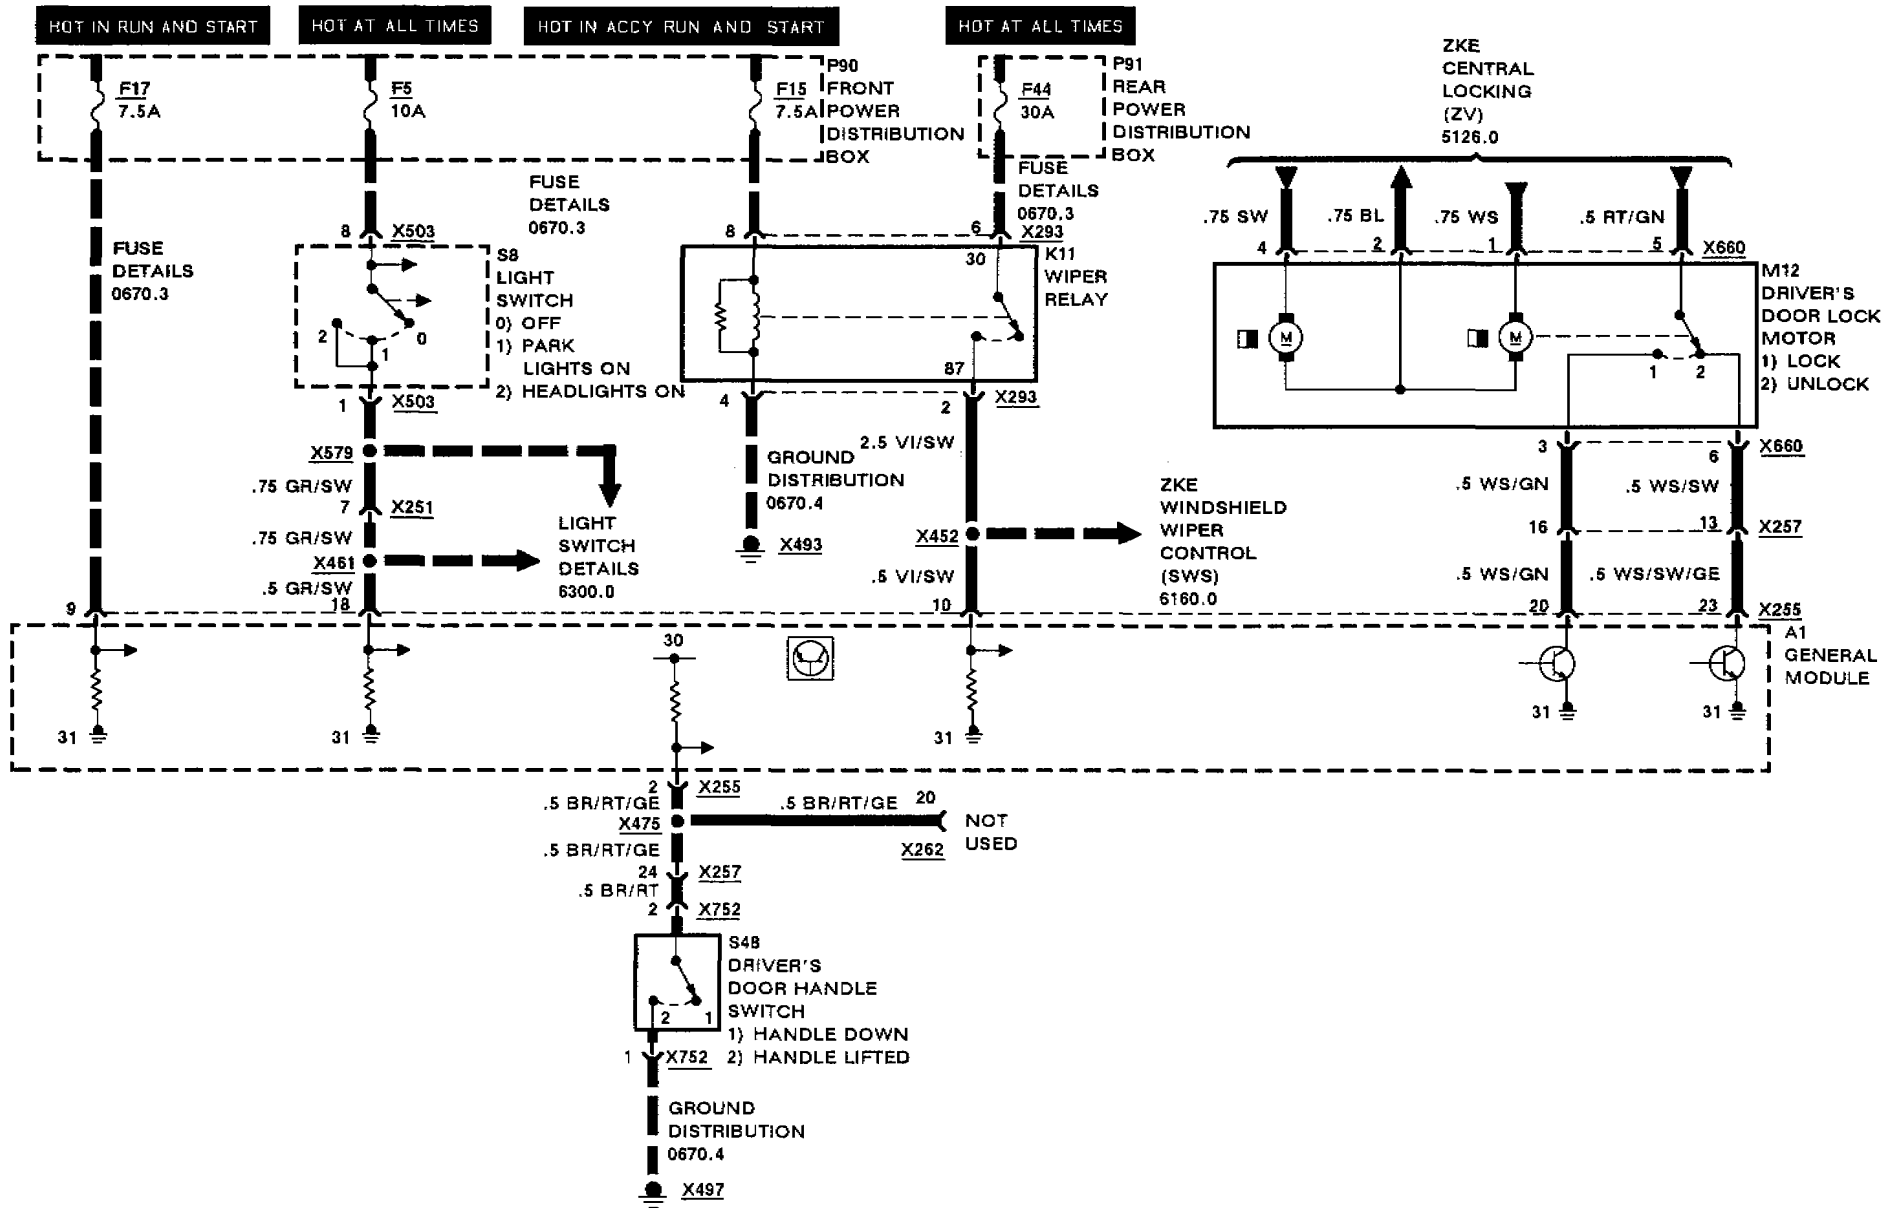 HOT IN RUN AND START
HOT AT ALL TIMES
HOT IN ACCY RUN AND START
HOT AT ALL TIMES
F17
7.5A
F5
10A
F15
7.5A
P90
FRONT
POWER
DISTRIBUTION
BOX
F44
30A
P91
REAR
POWER
DISTRIBUTION
BOX
ZKE
CENTRAL
LOCKING
(ZV)
5126.0
FUSE
DETAILS
0670.3
FUSE
DETAILS
0670.3
FUSE
DETAILS
0670.3
.75 SW
.75 BL
.75 WS
.5 RT/GN
8
X503
8
6
X293
4
2
1
5
X660
S8
LIGHT
SWITCH
0) OFF
1) PARK
LIGHTS ON
2) HEADLIGHTS ON
2
1
0
30
87
K11
WIPER
RELAY
M
M
1
2
M12
DRIVER'S
DOOR LOCK
MOTOR
1) LOCK
2) UNLOCK
1
X503
4
2
X293
3
6
X660
X579
.75 GR/SW
7
X251
.75 GR/SW
X461
.5 GR/SW
LIGHT
SWITCH
DETAILS
6300.0
GROUND
DISTRIBUTION
0670.4
X493
2.5 VI/SW
X452
.5 VI/SW
ZKE
WINDSHIELD
WIPER
CONTROL
(SWS)
6160.0
.5 WS/GN
.5 WS/SW
16
13
X257
.5 WS/GN
.5 WS/SW/GE
9
18
10
20
23
X255
A1
GENERAL
MODULE
30
31
31
31
31
31
2
X255
.5 BR/RT/GE
.5 BR/RT/GE
20
X475
NOT
USED
X262
.5 BR/RT/GE
24
X257
.5 BR/RT
2
X752
S48
DRIVER'S
DOOR HANDLE
SWITCH
1) HANDLE DOWN
2) HANDLE LIFTED
2
1
1
X752
GROUND
DISTRIBUTION
0670.4
X497